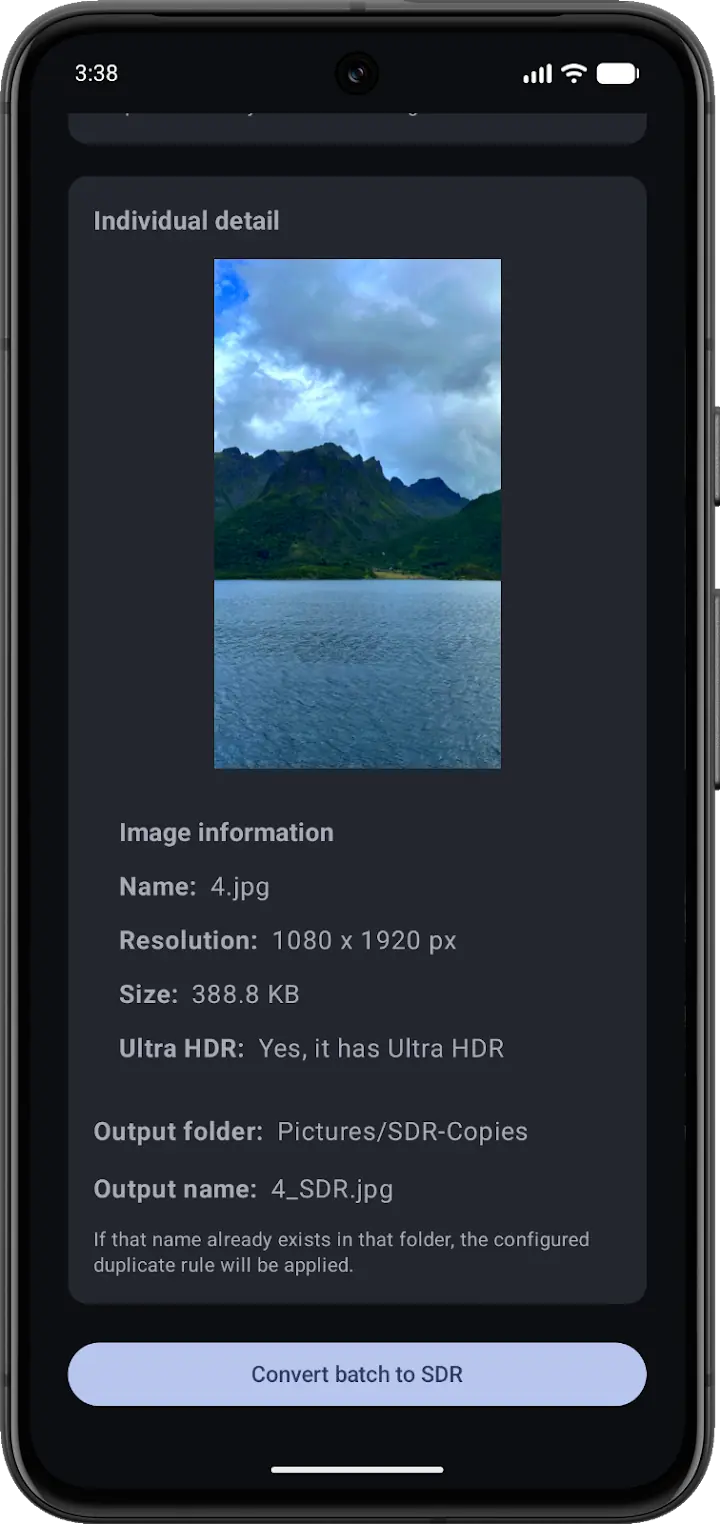 3:38
Individual detail
Image information
Name: 4.jpg
Resolution: 1080 x 1920 px
Size: 388.8 KB
Ultra HDR: Yes, it has Ultra HDR
Output folder: Pictures/SDR-Copies
Output name: 4_SDR.jpg
If that name already exists in that folder, the configured
duplicate rule will be applied.
Convert batch to SDR